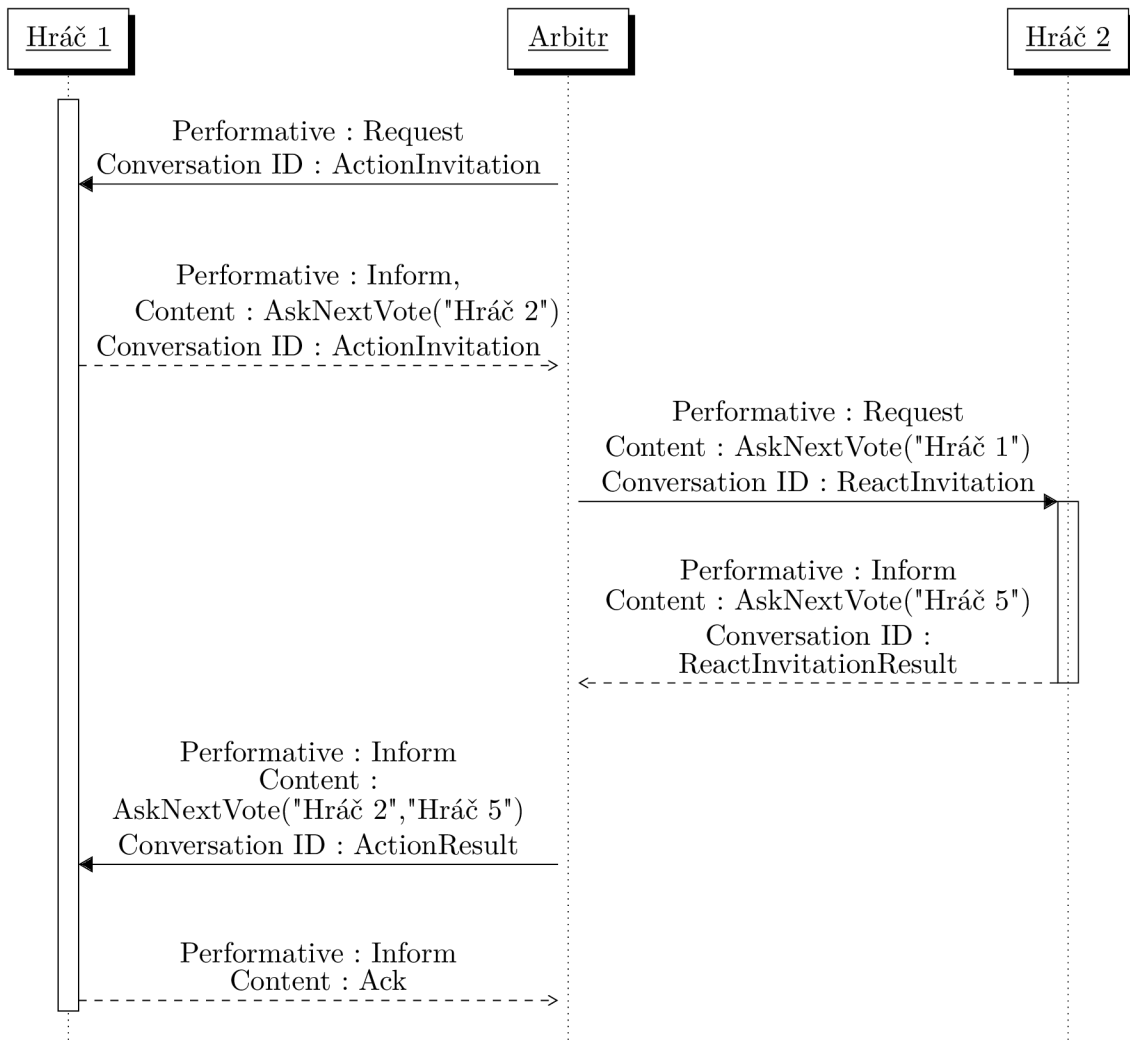 Hráč 1
Arbitr
Hráč 2
Performative : Request
Conversation ID : ActionInvitation
Performative : Inform,
Content : AskNextVote("Hráč 2")
Conversation ID : ActionInvitation
Performative : Request
Content : AskNextVote("Hráč 1")
Conversation ID : ReactInvitation
Performative : Inform
Content : AskNextVote("Hráč 5")
Conversation ID :
ReactInvitationResult
Performative : Inform
Content :
AskNextVote("Hráč 2","Hráč 5")
Conversation ID : ActionResult
Performative : Inform
Content : Ack